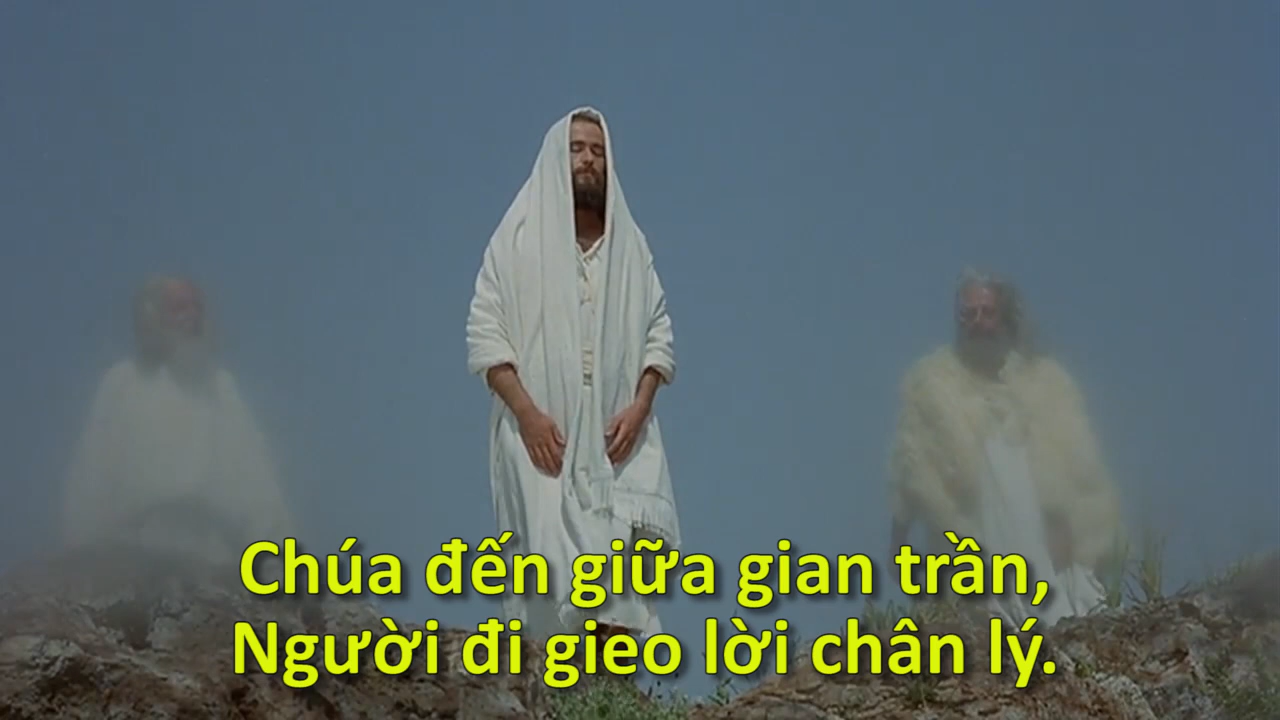 Chúa đến giữa gian trần,
Người đi gieo lời chân lý.